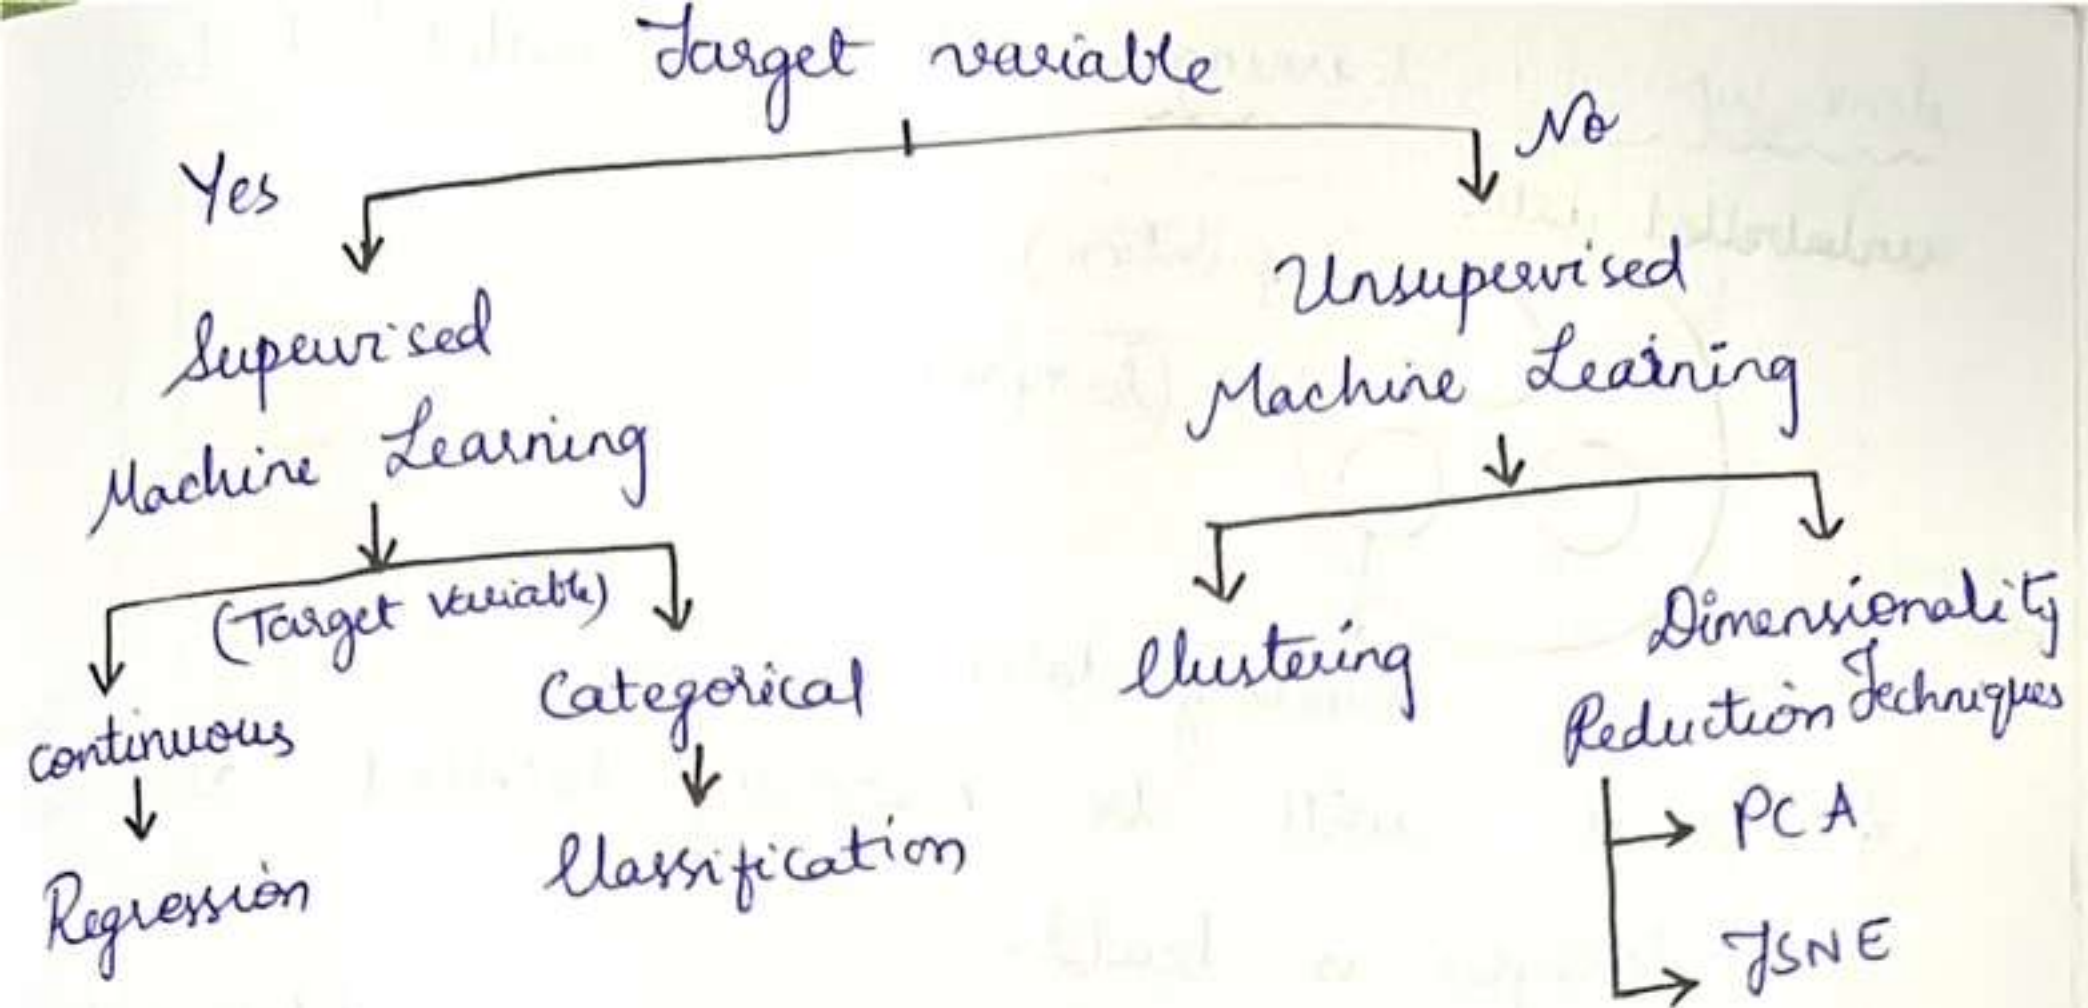 Target variable
Yes
No
Supervised
Machine Learning
Unsupervised
Machine Learning
(Target variable)
continuous
Categorical
Regression
Classification
Clustering
Dimensionality
Reduction Techniques
PCA
TSNE